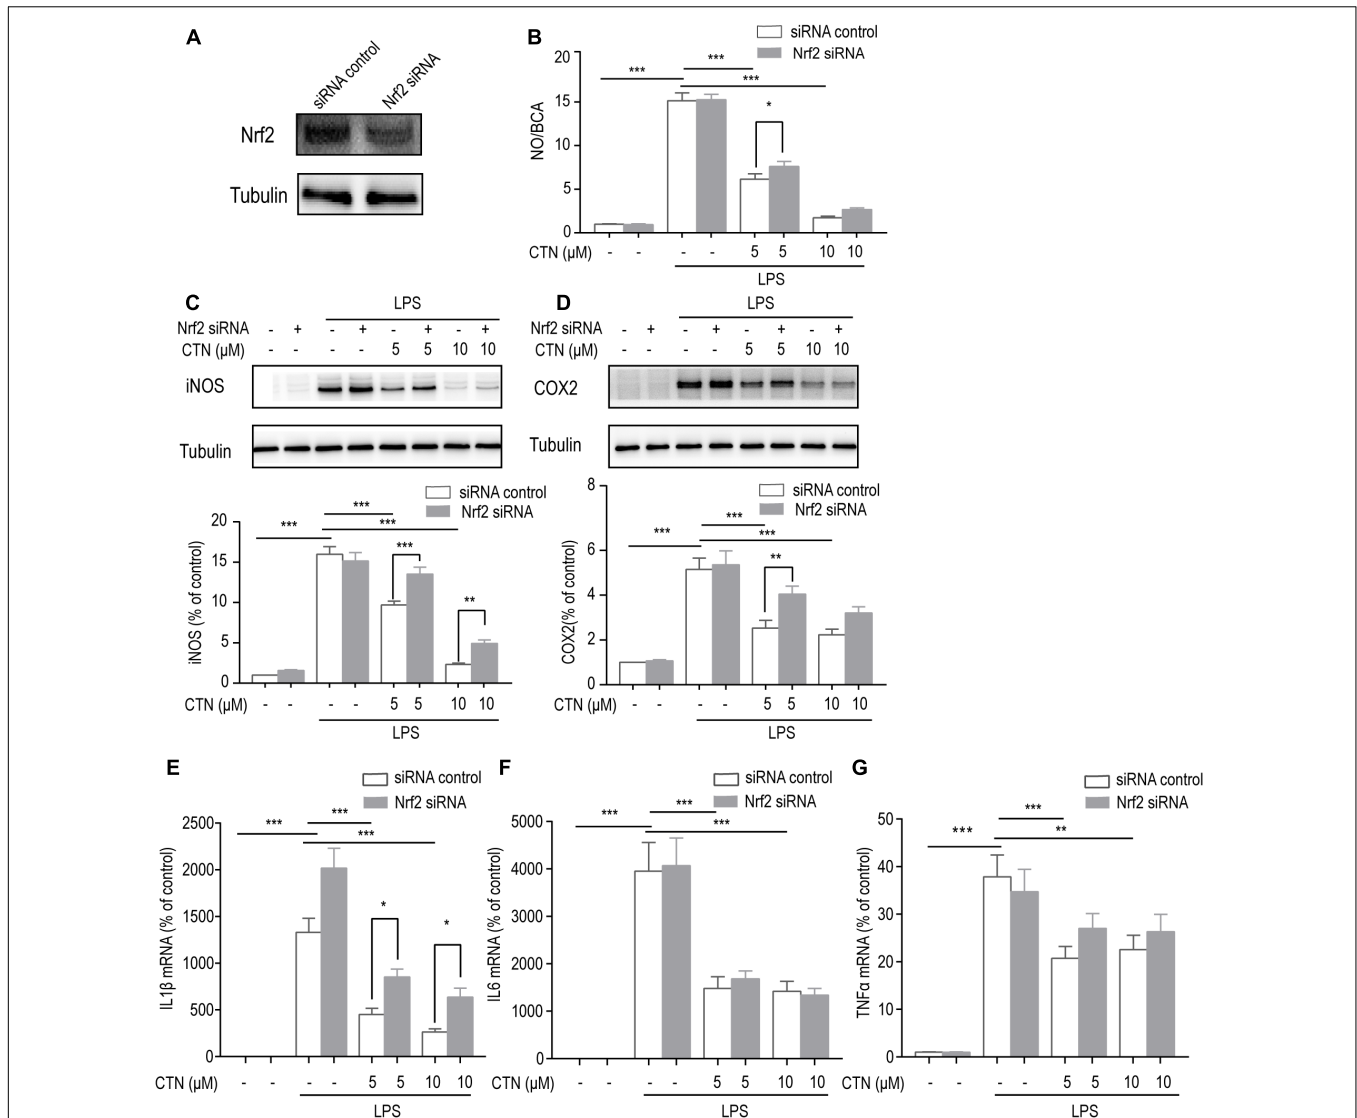 A
siRNA control
Nrf2 siRNA
Nrf2
Tubulin
B
siRNA control
Nrf2 siRNA
NO/BCA
20
15
10
5
0
***
***
***
*
CTN (µM)
- - - - 5 5 10 10
LPS
C
LPS
Nrf2 siRNA - + - + - + - +
CTN (µM) - - - - 5 5 10 10
iNOS
Tubulin
siRNA control
Nrf2 siRNA
iNOS (% of control)
20
15
10
5
0
***
***
***
***
**
CTN (µM) - - - - 5 5 10 10
LPS
D
LPS
Nrf2 siRNA - + - + - + - +
CTN (µM) - - - - 5 5 10 10
COX2
Tubulin
siRNA control
Nrf2 siRNA
COX2(% of control)
8
6
4
2
0
***
***
***
**
CTN (µM) - - - - 5 5 10 10
LPS
E
siRNA control
Nrf2 siRNA
IL1β mRNA (% of control)
2500
2000
1500
1000
500
0
***
***
***
*
*
CTN (µM) - - - - 5 5 10 10
LPS
F
siRNA control
Nrf2 siRNA
IL6 mRNA (% of control)
5000
4000
3000
2000
1000
0
***
***
***
CTN (µM) - - - - 5 5 10 10
LPS
G
siRNA control
Nrf2 siRNA
TNFα mRNA (% of control)
50
40
30
20
10
0
***
***
**
CTN (µM) - - - - 5 5 10 10
LPS